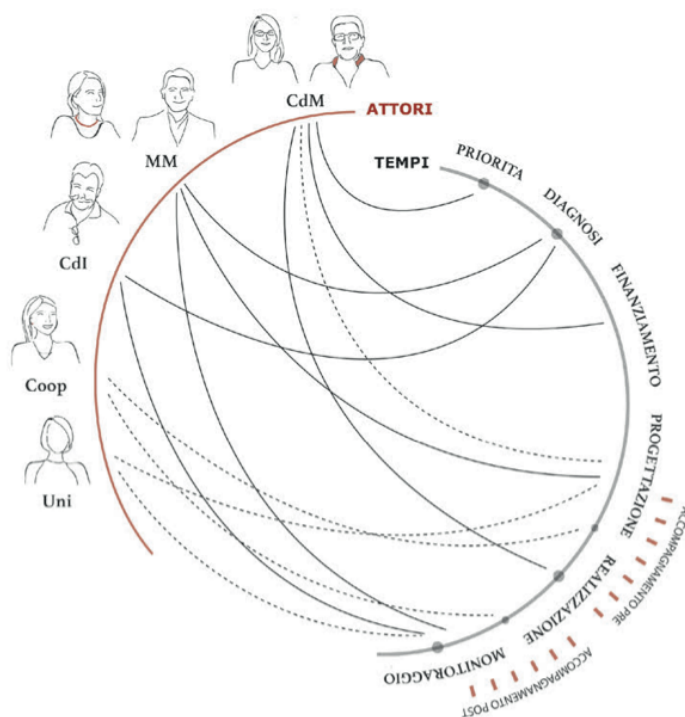 CdM
ATTORI
MM
TEMPI
PRIORITA
DIAGNOSI
CdI
FINANZIAMENTO
Coop
PROGETTAZIONE
Uni
ACCOMPAGNAMENTO PRE
REALIZZAZIONE
ACCOMPAGNAMENTO POST
MONITORAGGIO